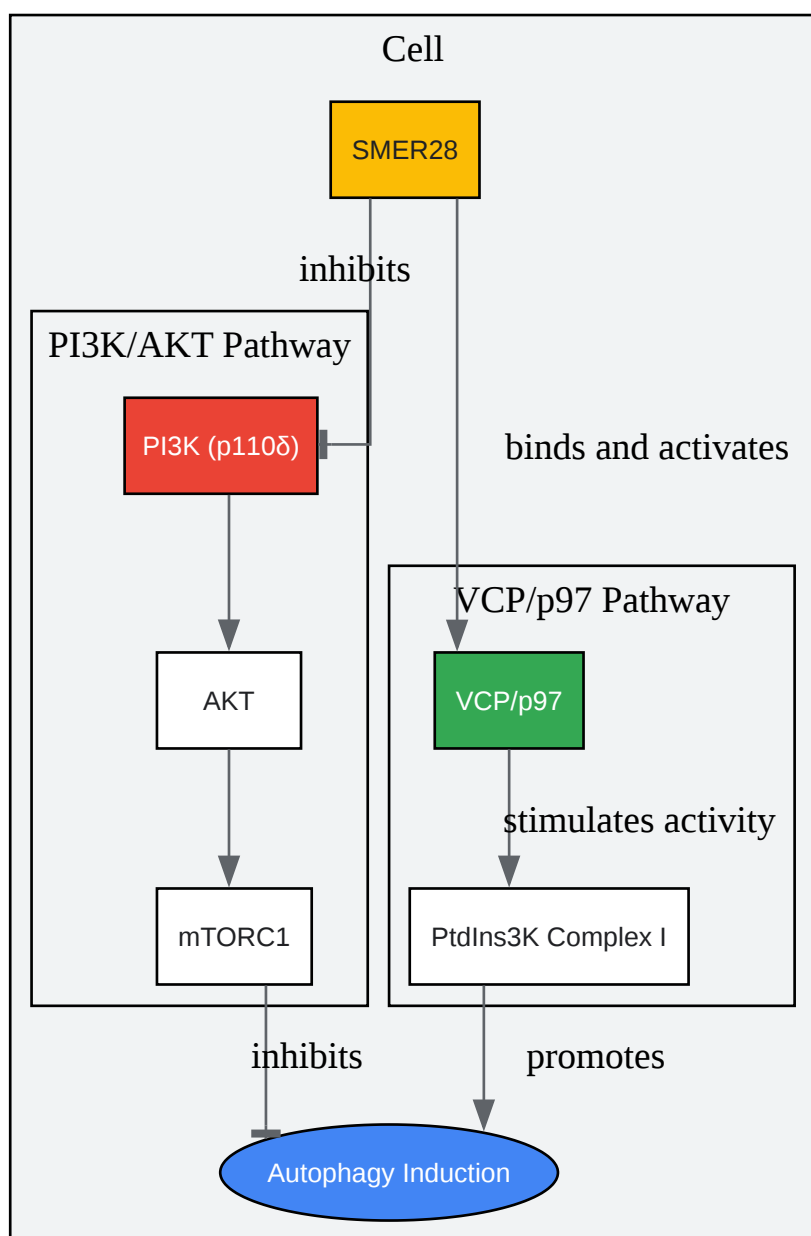 Cell
SMER28
inhibits
PI3K/AKT Pathway
PI3K (p110δ)
binds and activates
VCP/p97 Pathway
AKT
VCP/p97
stimulates activity
mTORC1
PtdIns3K Complex I
inhibits
promotes
Autophagy Induction